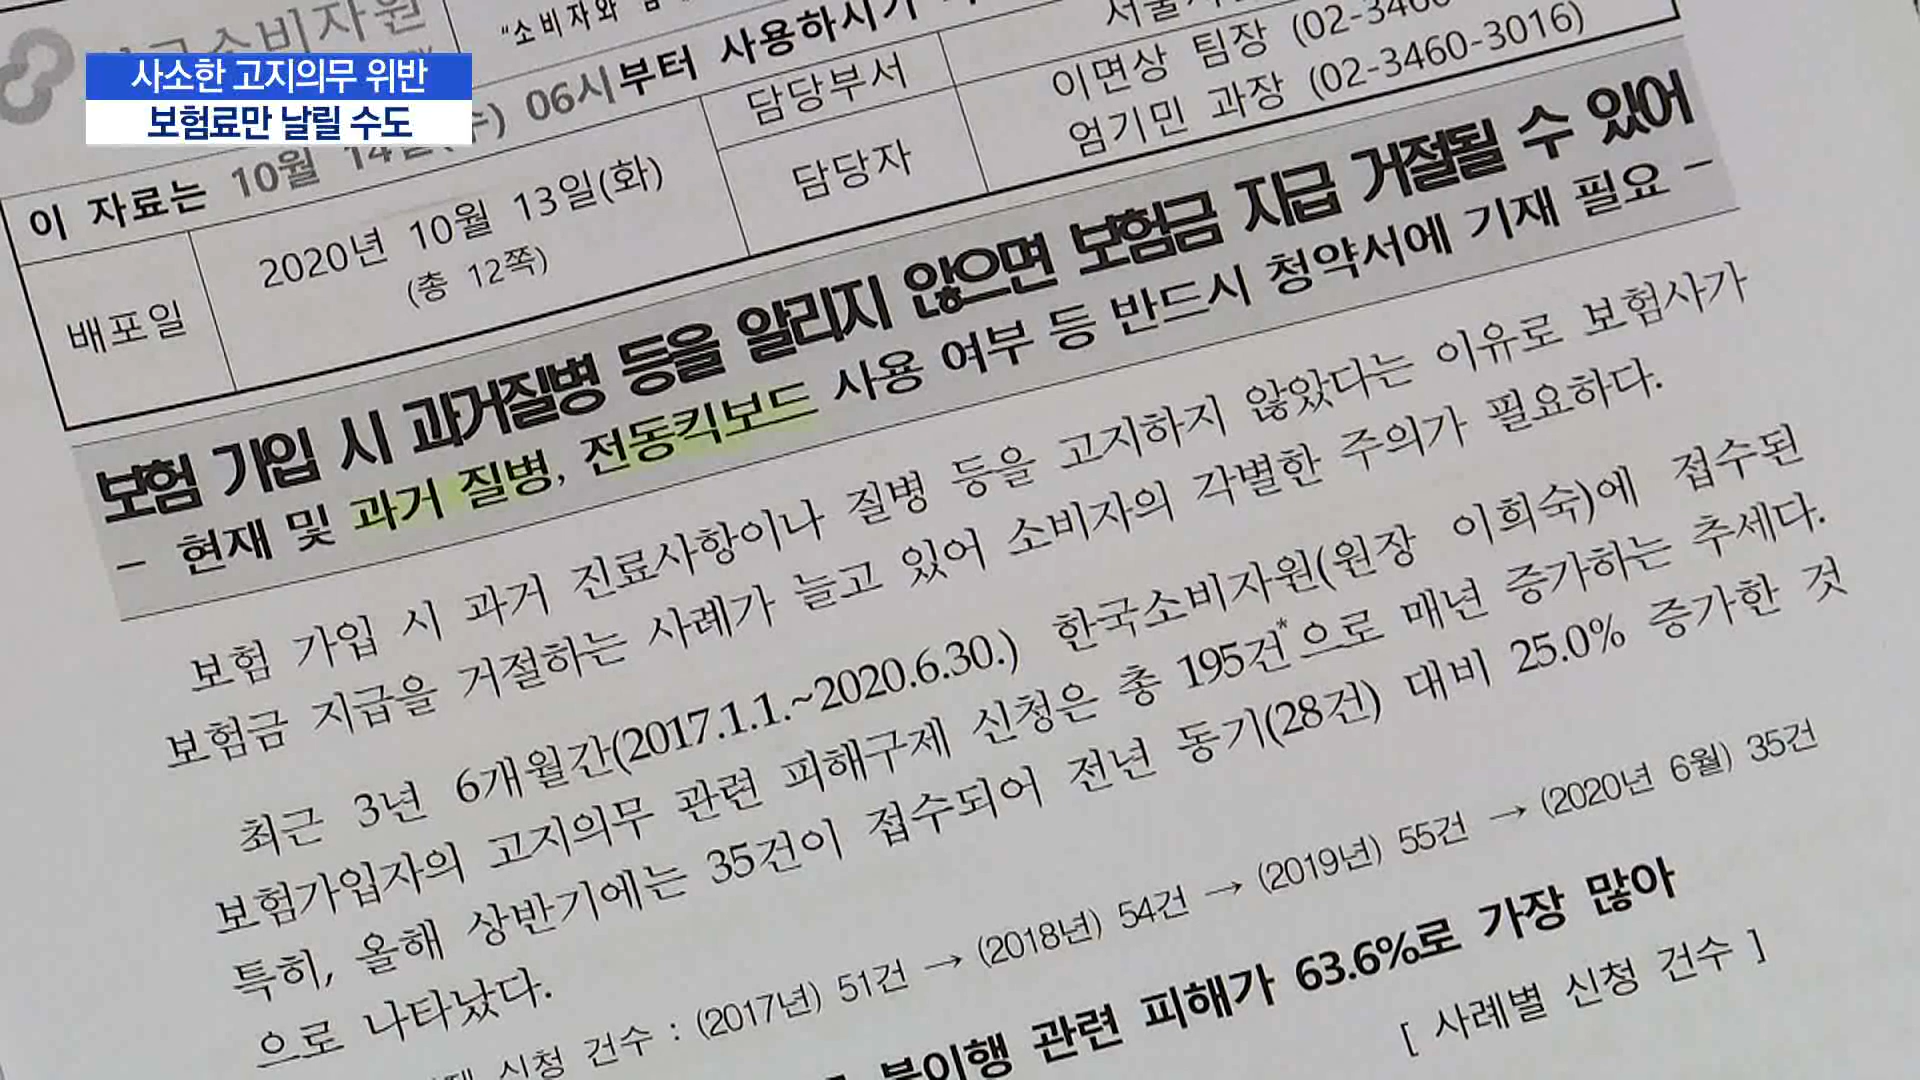 사소한 고지의무 위반
보험료만 날릴 수도
소비자원
"소비자와
이 자료는 10월 14일(수) 06시부터 사용하시기
배포일
2020년 10월 13일(화)
(총 12쪽)
담당부서
담당자
이면상 팀장 (02-3460
엄기민 과장 (02-3460-3016)
보험 가입 시 과거질병 등을 알리지 않으면 보험금 지급 거절될 수 있어
- 현재 및 과거 질병, 전동킥보드 사용 여부 등 반드시 청약서에 기재 필요 -
보험 가입 시 과거 진료사항이나 질병 등을 고지하지 않았다는 이유로 보험사가
보험금 지급을 거절하는 사례가 늘고 있어 소비자의 각별한 주의가 필요하다.
최근 3년 6개월간(2017.1.1.~2020.6.30.) 한국소비자원(원장 이희숙)에 접수된
보험가입자의 고지의무 관련 피해구제 신청은 총 195건*으로 매년 증가하는 추세다.
특히, 올해 상반기에는 35건이 접수되어 전년 동기(28건) 대비 25.0% 증가한 것
으로 나타났다.
신청 건수 : (2017년) 51건 → (2018년) 54건 → (2019년) 55건 → (2020년 6월) 35건
불이행 관련 피해가 63.6%로 가장 많아
[ 사례별 신청 건수 ]